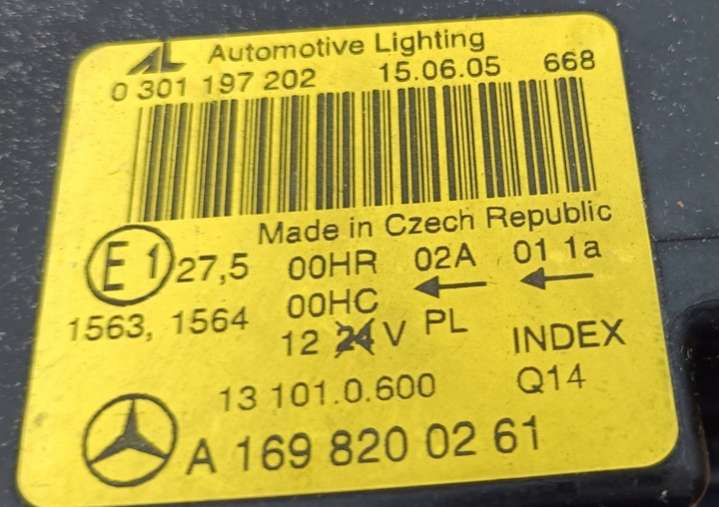 AL Automotive Lighting
0 301 197 202 15.06.05 668
Made in Czech Republic
E1 27,5 00HR 02A 01 1a
1563, 1564 00HC ← ←
12 24 V PL INDEX
13 101.0.600 Q14
A 169 820 02 61